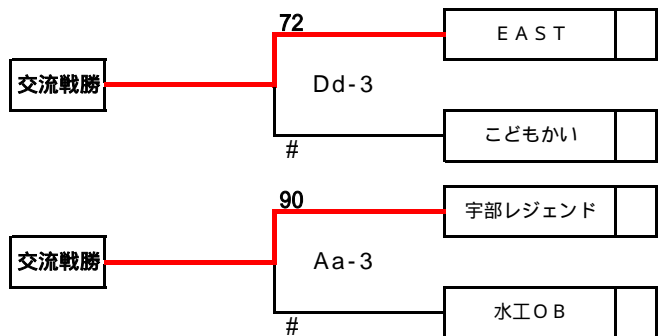 72
ＥＡＳＴ
交流戦勝
Dd-3
こどもかい
#
90
宇部レジェンド
交流戦勝
Aa-3
水工ＯＢ
#